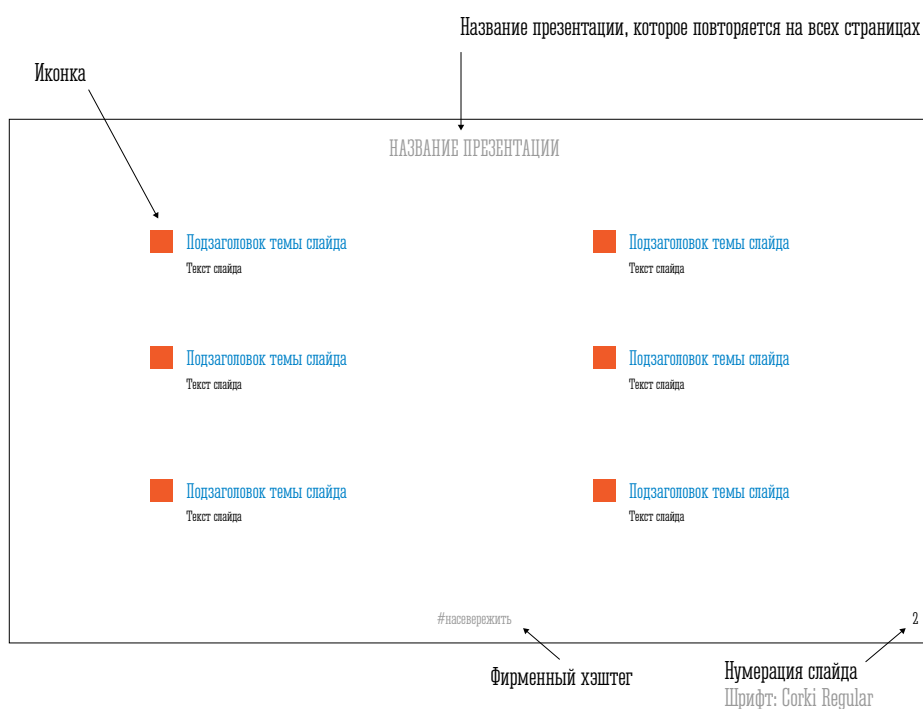 Название презентации, которое повторяется на всех страницах
Иконка
НАЗВАНИЕ ПРЕЗЕНТАЦИИ
Подзаголовок темы слайда
Текст слайда
Подзаголовок темы слайда
Текст слайда
Подзаголовок темы слайда
Текст слайда
Подзаголовок темы слайда
Текст слайда
Подзаголовок темы слайда
Текст слайда
Подзаголовок темы слайда
Текст слайда
#насевережить
2
Фирменный хэштег
Нумерация слайда
Шрифт: Corki Regular